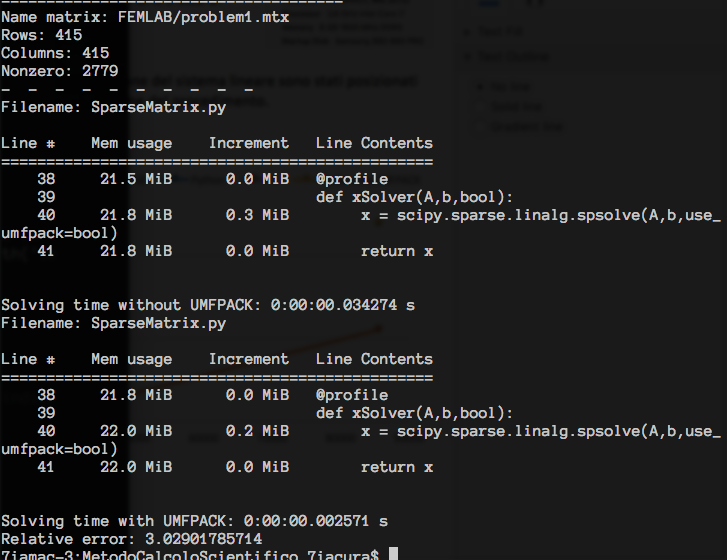 ========================================
Name matrix: FEMLAB/problem1.mtx
Rows: 415
Columns: 415
Nonzero: 2779
- - - - - - - - - - -
Filename: SparseMatrix.py
Line #    Mem usage    Increment   Line Contents
================================================
    38     21.5 MiB      0.0 MiB   @profile
    39                             def xSolver(A,b,bool):
    40     21.8 MiB      0.3 MiB       x = scipy.sparse.linalg.spsolve(A,b,use_
umfpack=bool)
    41     21.8 MiB      0.0 MiB       return x
Solving time without UMFPACK: 0:00:00.034274 s
Filename: SparseMatrix.py
Line #    Mem usage    Increment   Line Contents
================================================
    38     21.8 MiB      0.0 MiB   @profile
    39                             def xSolver(A,b,bool):
    40     22.0 MiB      0.2 MiB       x = scipy.sparse.linalg.spsolve(A,b,use_
umfpack=bool)
    41     22.0 MiB      0.0 MiB       return x
Solving time with UMFPACK: 0:00:00.002571 s
Relative error: 3.02901785714
7iamac-3:MetodoCalcoloScientifico 7iacura$